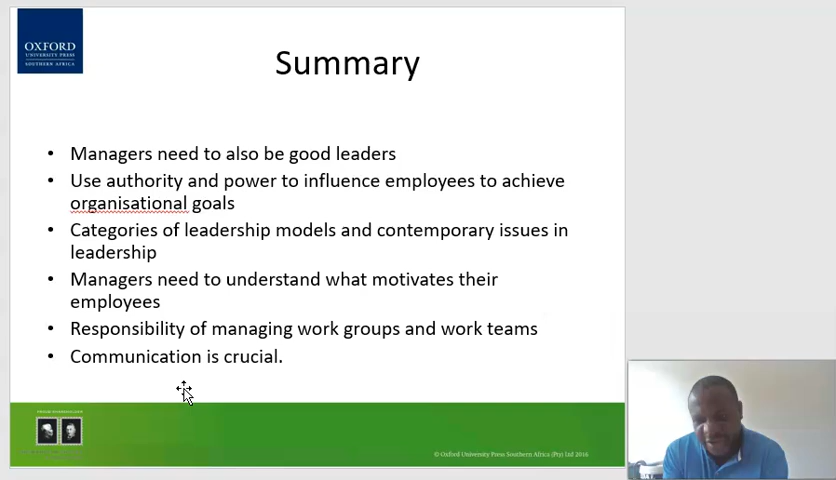 OXFORD
UNIVERSITY PRESS
SOUTHERN AFRICA
Summary
• Managers need to also be good leaders
• Use authority and power to influence employees to achieve
organisational goals
• Categories of leadership models and contemporary issues in
leadership
• Managers need to understand what motivates their
employees
• Responsibility of managing work groups and work teams
• Communication is crucial.
© Oxford University Press Southern Africa (Pty) Ltd 2016